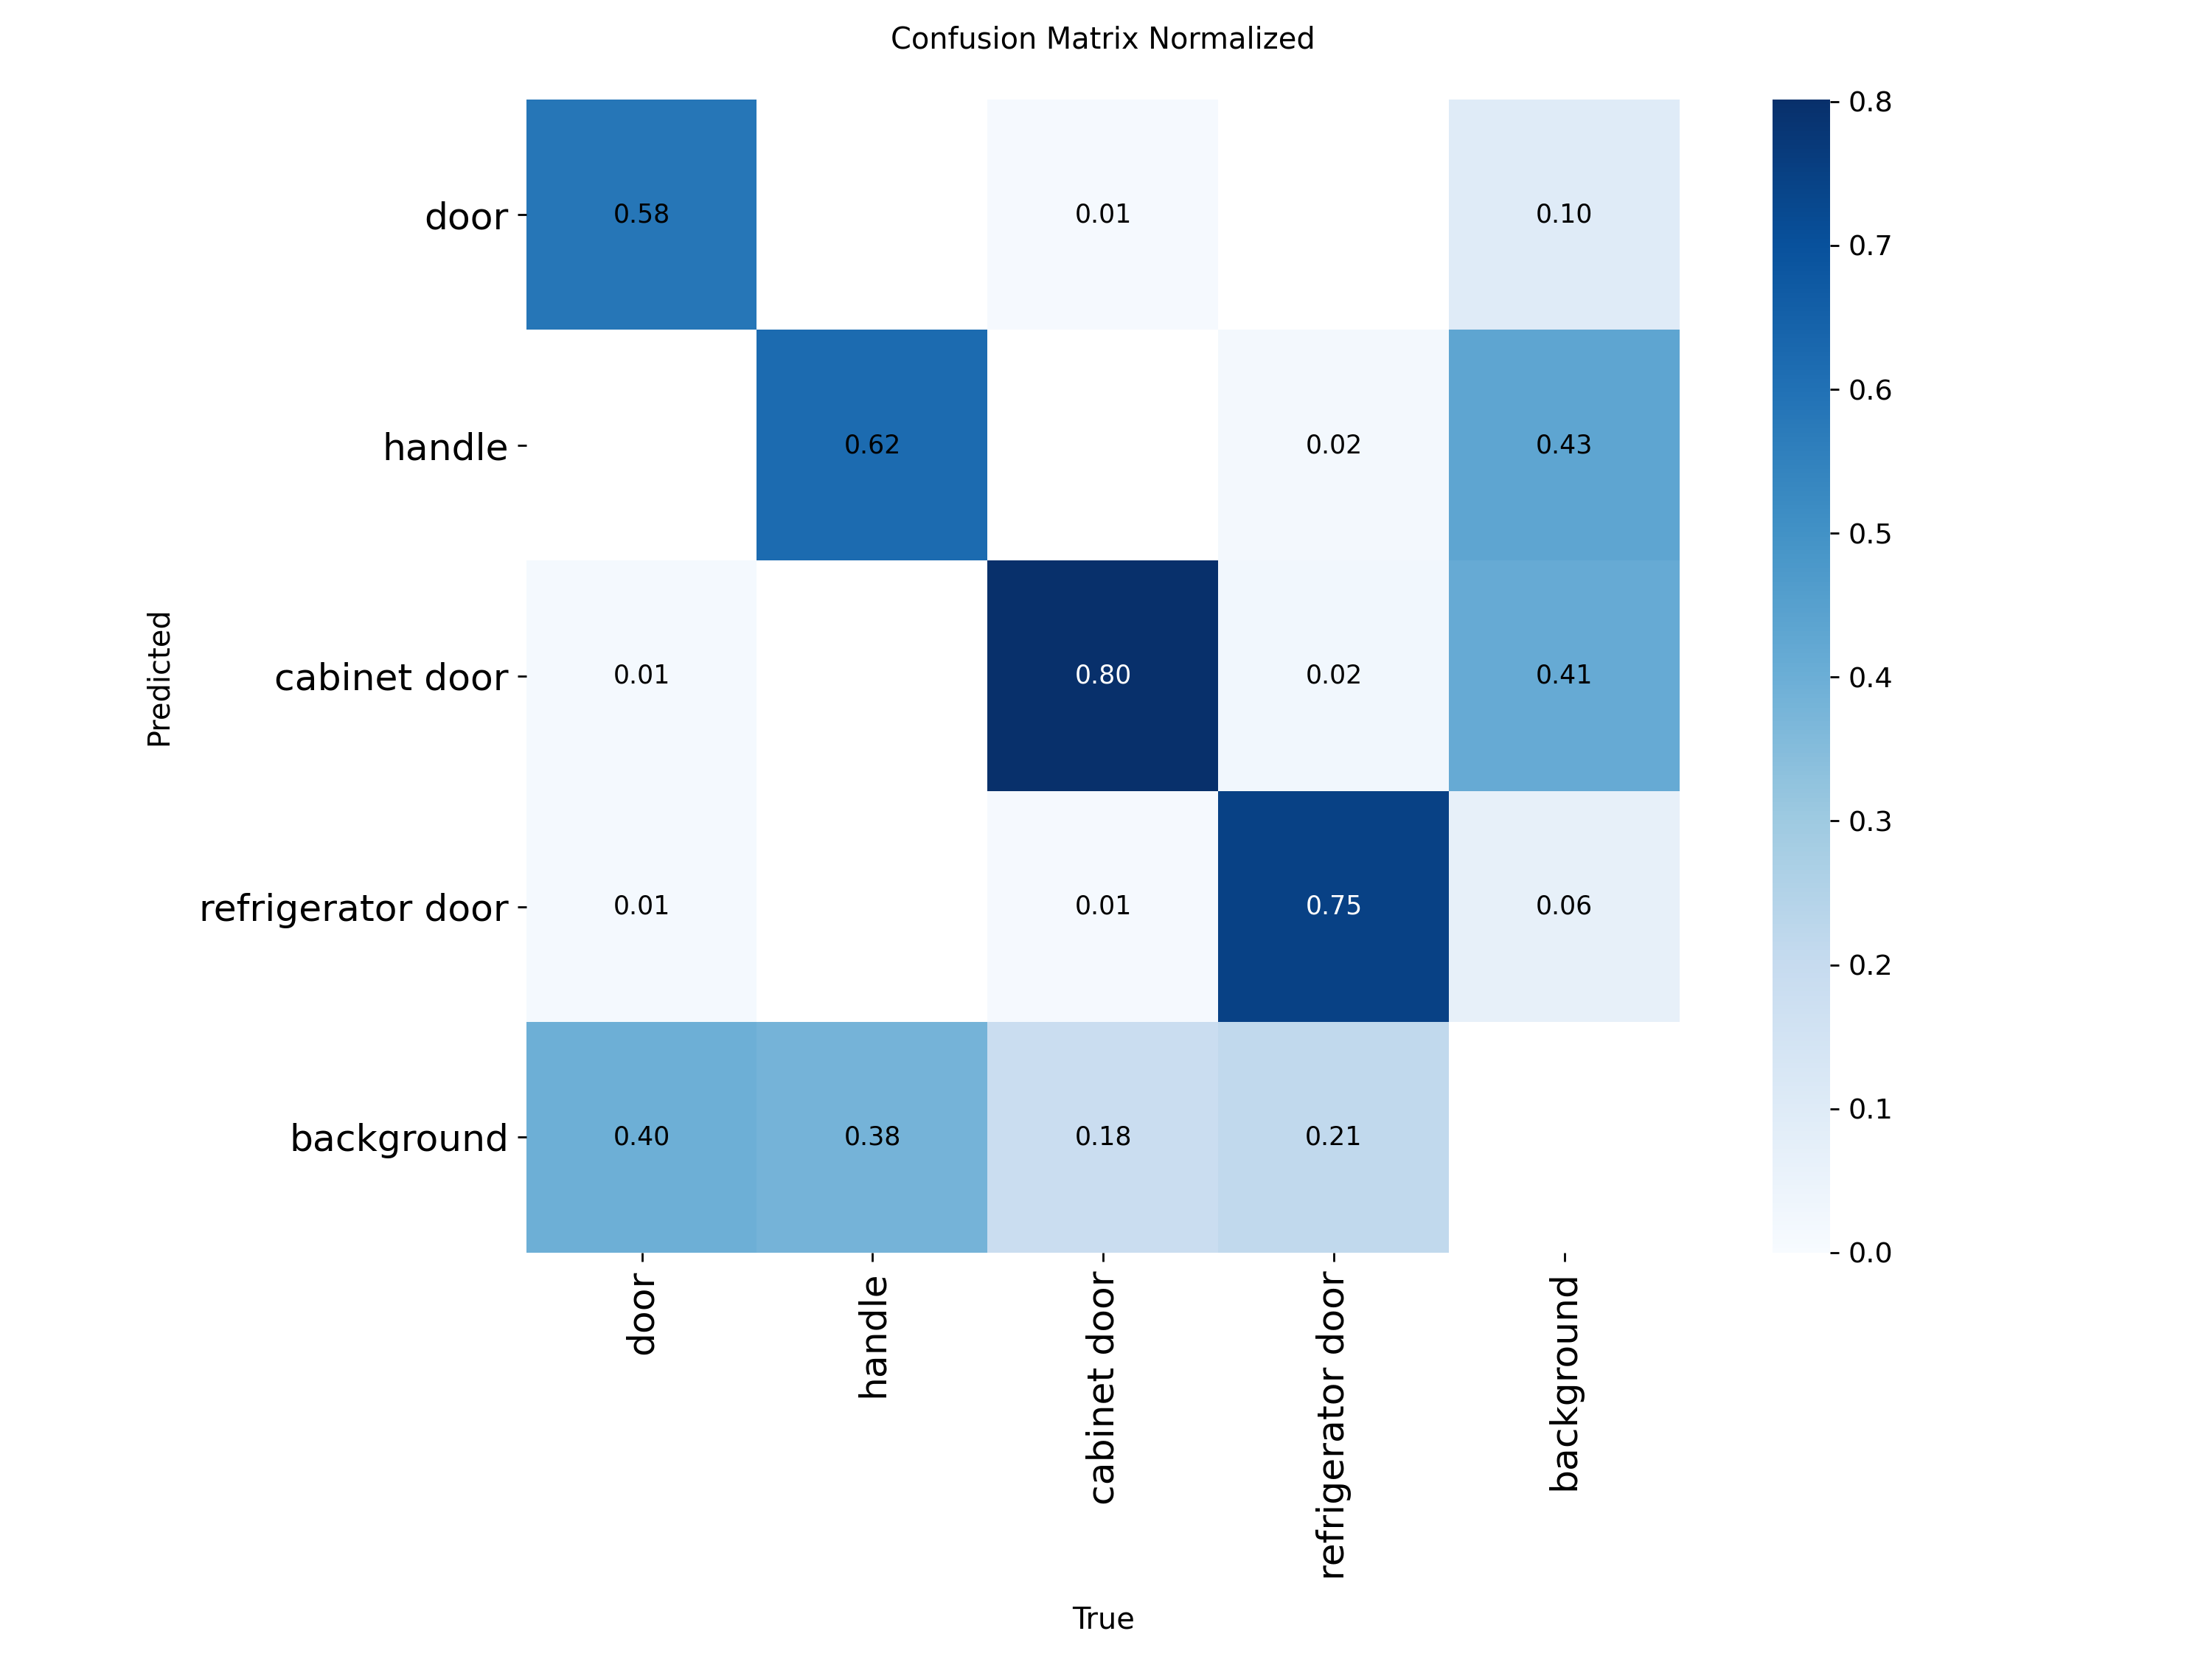 Confusion Matrix Normalized
door
0.58
0.01
0.10
handle
0.62
0.02
0.43
cabinet door
0.01
0.80
0.02
0.41
refrigerator door
0.01
0.01
0.75
0.06
background
0.40
0.38
0.18
0.21
Predicted
door
handle
cabinet door
refrigerator door
background
True
0.8
0.7
0.6
0.5
0.4
0.3
0.2
0.1
0.0